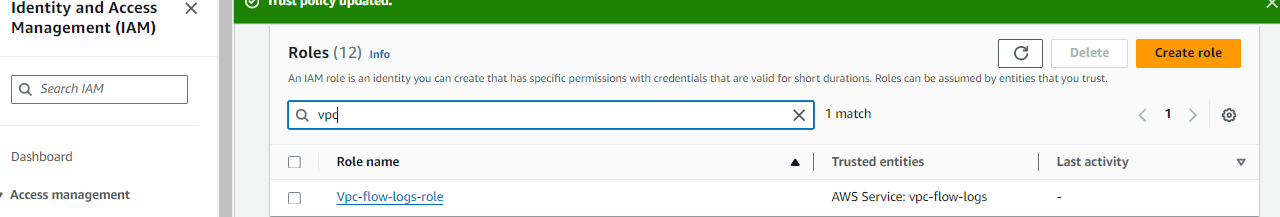 Identity and Access
Management (IAM)
Search IAM
Dashboard
Access management
Trust policy updated.
Roles (12) Info
Delete
Create role
An IAM role is an identity you can create that has specific permissions with credentials that are valid for short durations. Roles can be assumed by entities that you trust.
vpc
1 match
1
Role name
Trusted entities
Last activity
Vpc-flow-logs-role
AWS Service: vpc-flow-logs
-